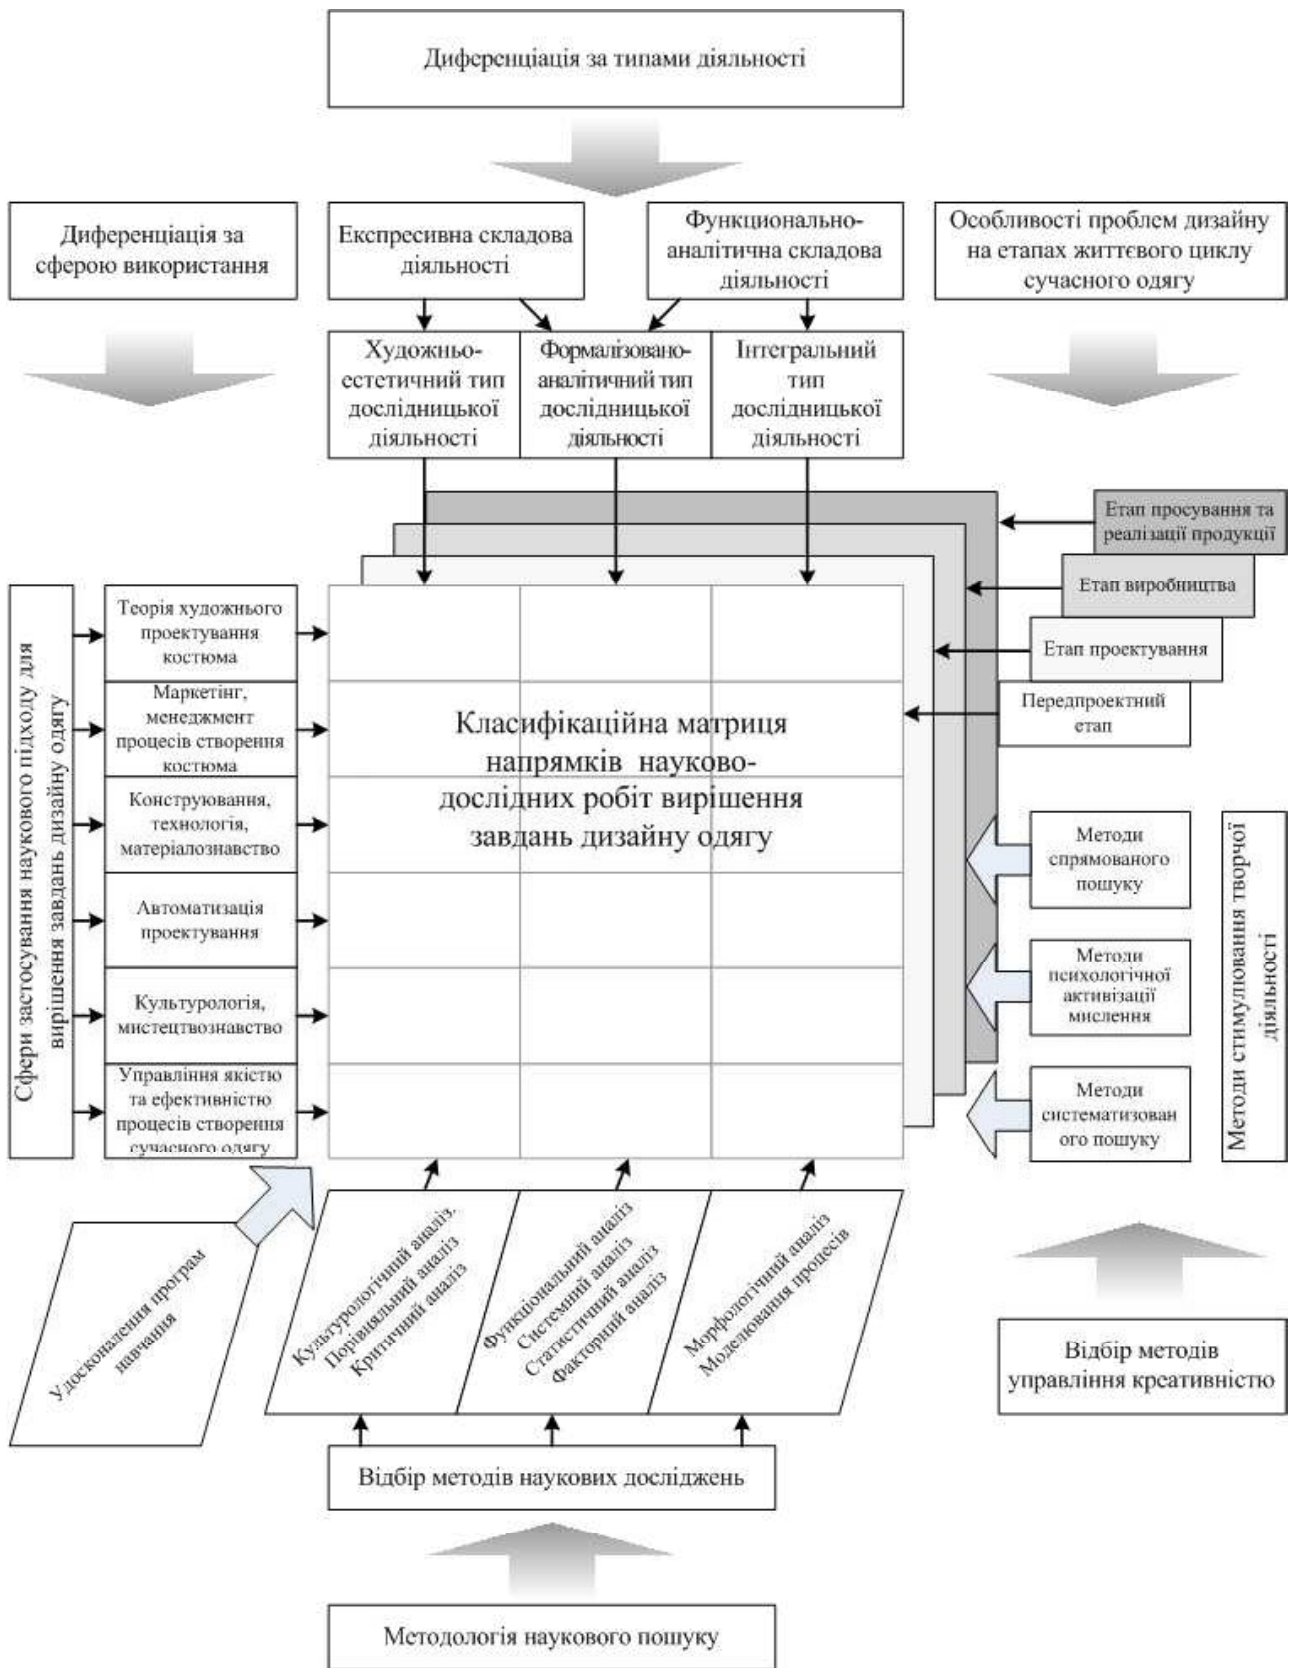 Диференціація за типами діяльності
Диференціація за
сферою використання
Експресивна складова
діяльності
Функционально-
аналітична складова
діяльності
Особливості проблем дизайну
на етапах життєвого циклу
сучасного одягу
Художньо-
естетичний тип
дослідницької
діяльності
Формалізовано-
аналітичний тип
дослідницької
діяльності
Інтегральний
тип
дослідницької
діяльності
Етап просування та
реалізації продукції
Етап виробництва
Етап проектування
Передпроектний
етап
Сфери застосування наукового підходу для
вирішення завдань дизайну одягу
Теорія художнього
проектування
костюма
Маркетінг,
менеджмент
процесів створення
костюма
Конструювання,
технологія,
матеріалознавство
Автоматизація
проектування
Культурологія,
мистецтвознавство
Управління якістю
та ефективністю
процесів створення
сучасного одягу
Класифікаційна матриця
напрямків науково-
дослідних робіт вирішення
завдань дизайну одягу
Методи
спрямованого
пошуку
Методи
психологічної
активізації
мислення
Методи
систематизован
ого пошуку
Методи стимулювання творчої
діяльності
Удосконалення програм
навчання
Культурологічний аналіз.
Порівняльний аналіз
Критичний аналіз
Функціональний аналіз
Системний аналіз
Статистичний аналіз
Факторний аналіз
Морфологічний аналіз
Моделювання процесів
Відбір методів
управління креативністю
Відбір методів наукових досліджень
Методологія наукового пошуку